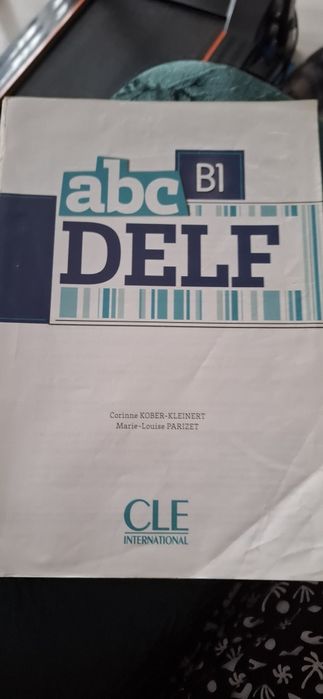 abc
B1
DELF
Corinne KOBER-KLEINERT
Marie-Louise PARIZET
CLE
INTERNATIONAL